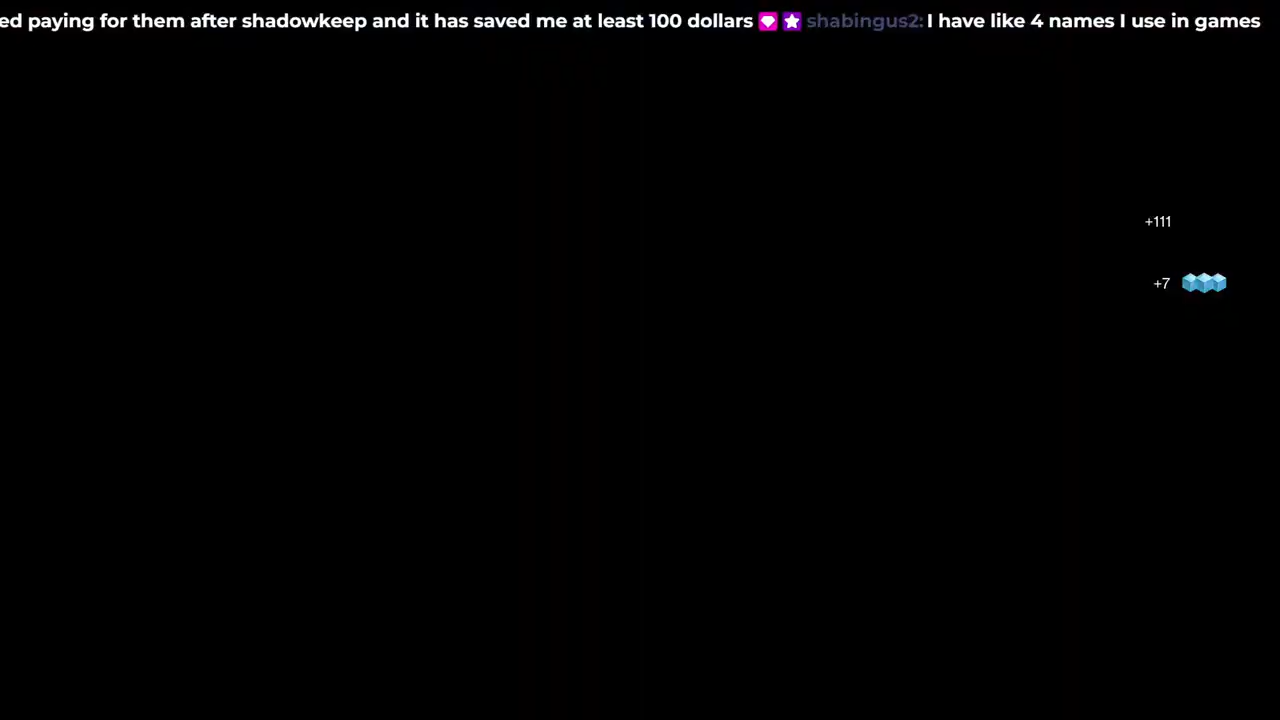 ed paying for them after shadowkeep and it has saved me at least 100 dollars shabingus2: I have like 4 names I use in games
+111
+7